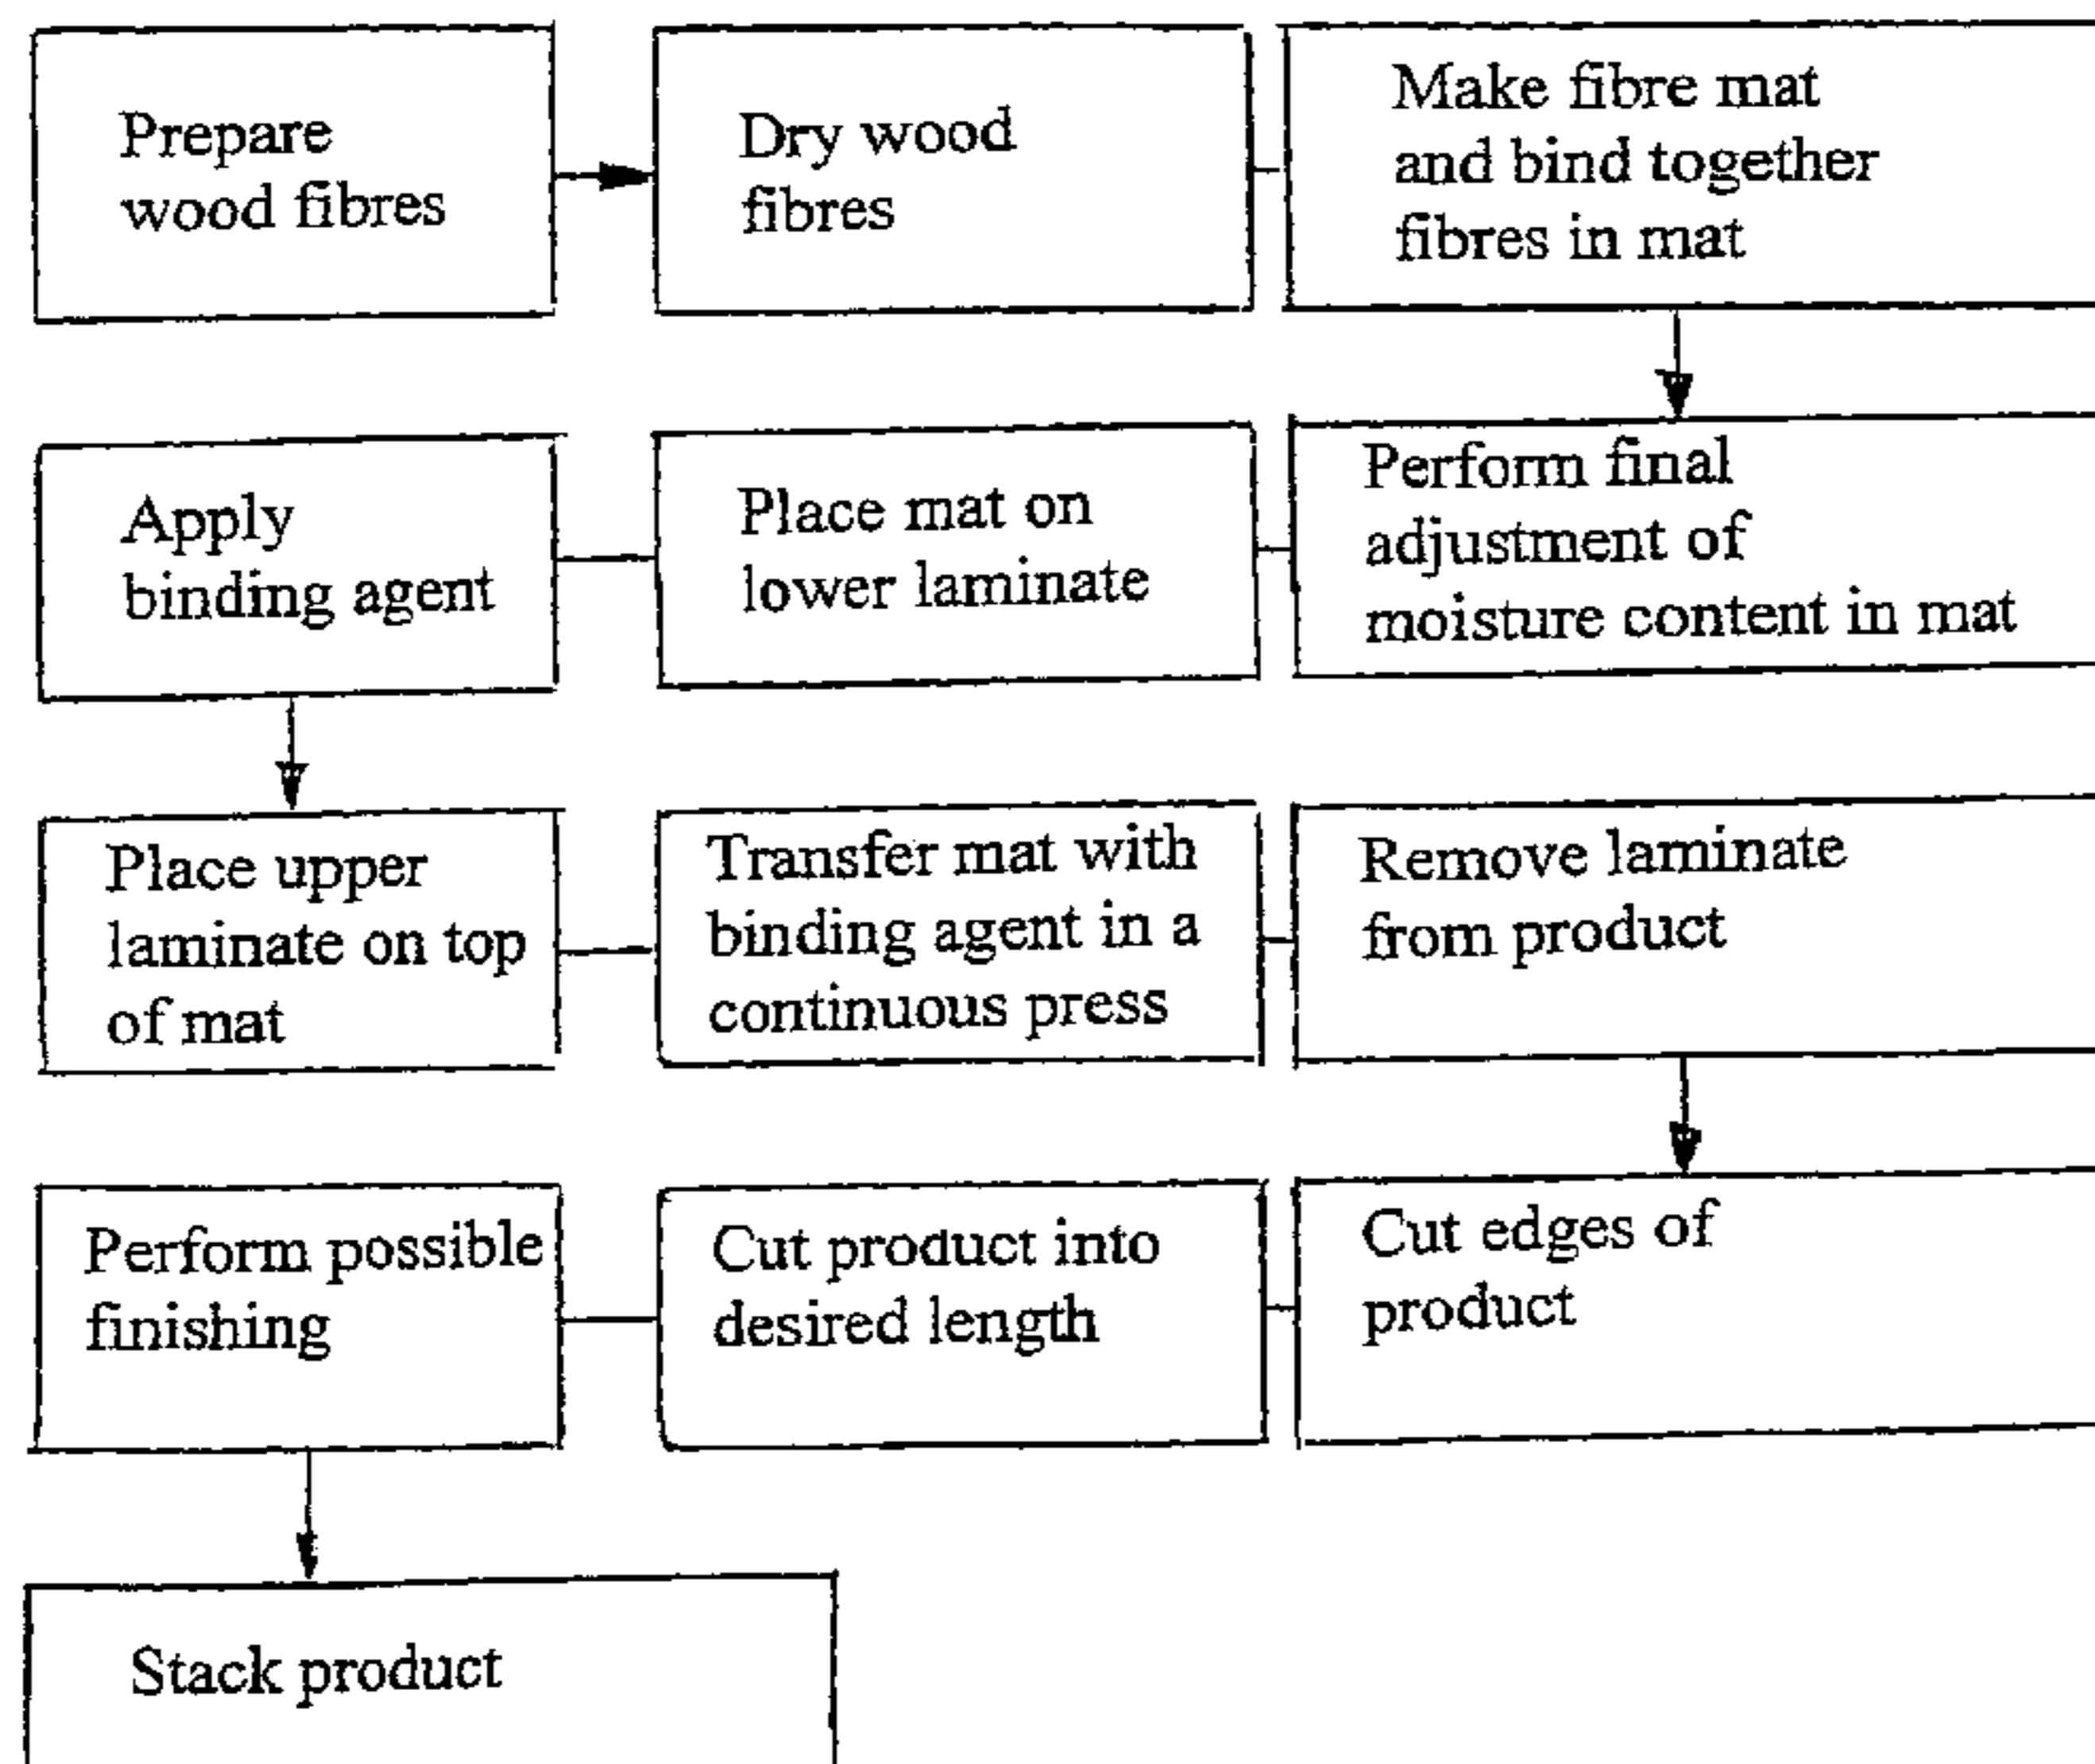 Prepare
wood fibres
Dry wood
fibres
Make fibre mat
and bind together
fibres in mat
Perform final
adjustment of
moisture content in mat
Place mat on
lower laminate
Apply
binding agent
Place upper
laminate on top
of mat
Transfer mat with
binding agent in a
continuous press
Remove laminate
from product
Cut edges of
product
Cut product into
desired length
Perform possible
finishing
Stack product